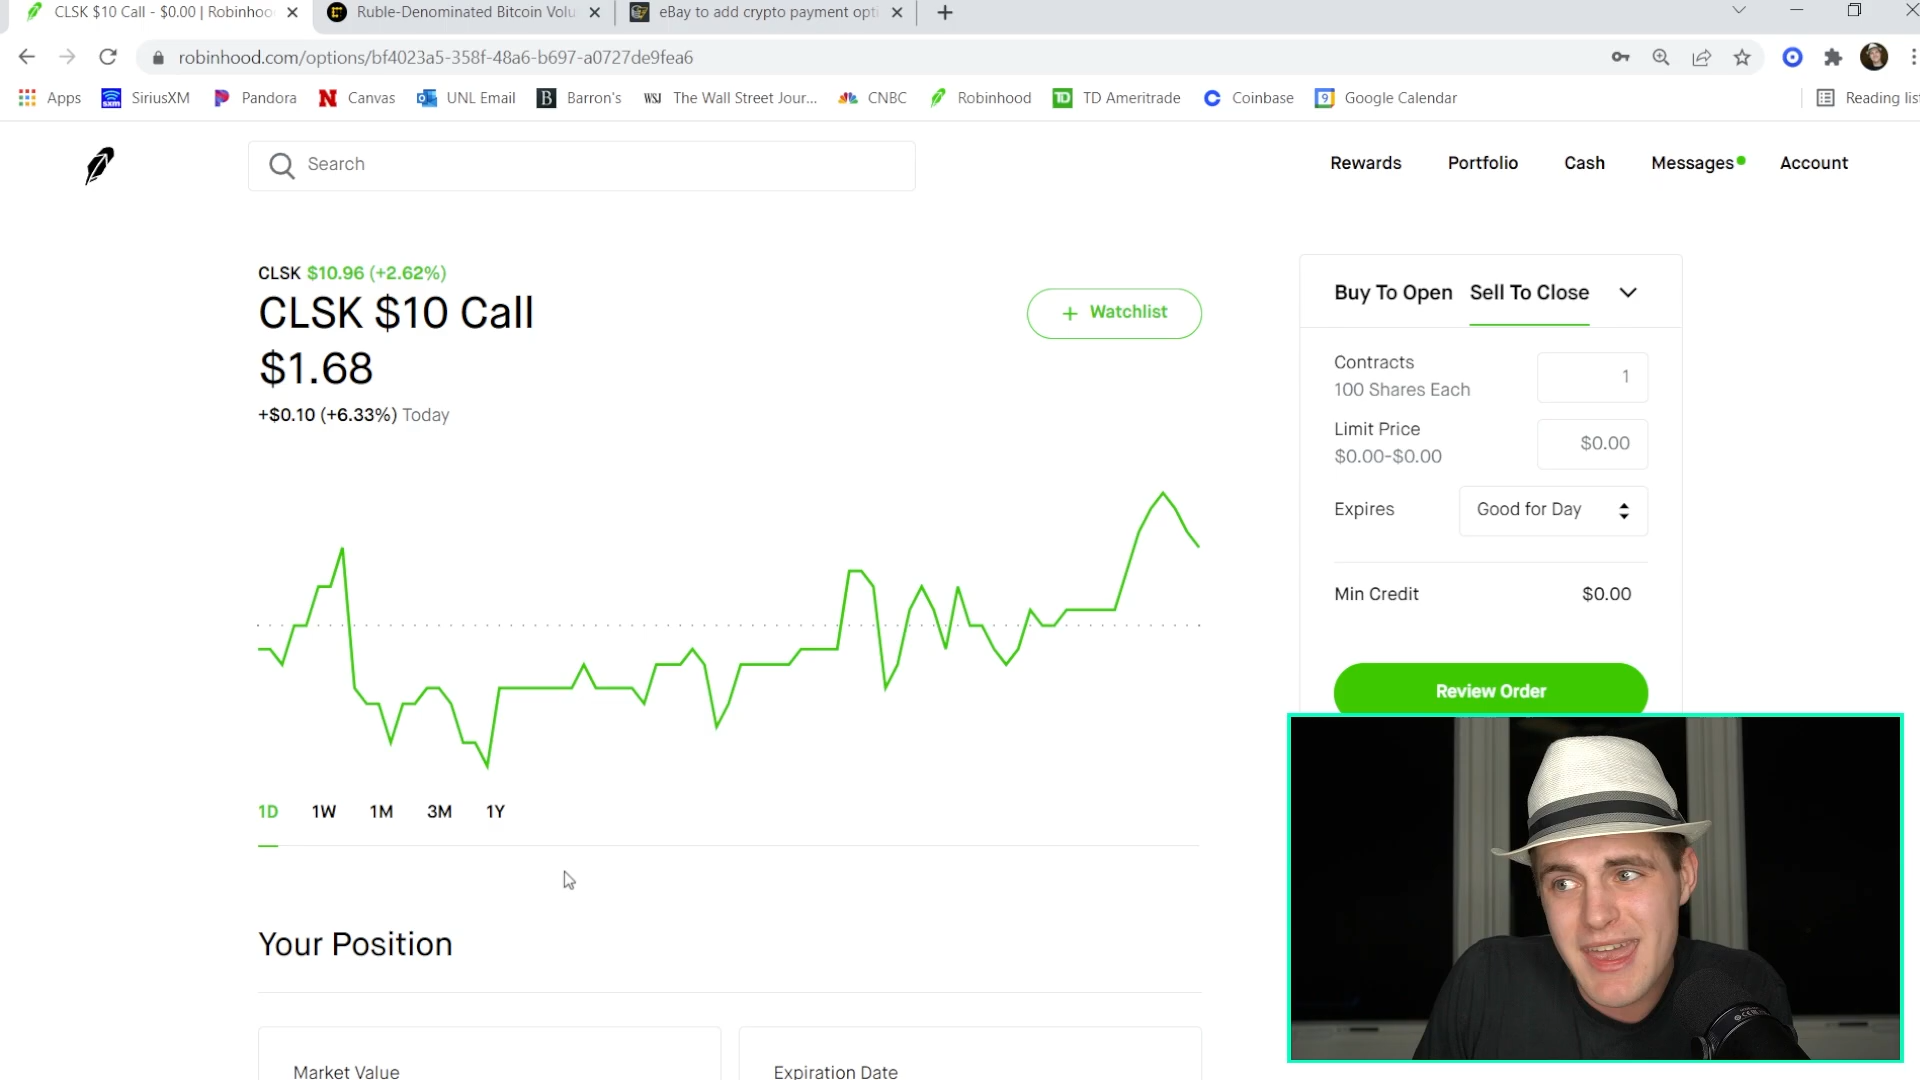 CLSK $10 Call - $0.00 | Robinhoo
Ruble-Denominated Bitcoin Volu
eBay to add crypto payment opti
robinhood.com/options/bf4023a5-358f-48a6-b697-a0727de9fea6
Apps
SXM SiriusXM
Pandora
N Canvas
UNL Email
B Barron's
WSJ The Wall Street Jour...
CNBC
Robinhood
TD TD Ameritrade
Coinbase
9 Google Calendar
Reading list
Search
Rewards
Portfolio
Cash
Messages
Account
CLSK $10.96 (+2.62%)
CLSK $10 Call
$1.68
+$0.10 (+6.33%) Today
+ Watchlist
1D 1W 1M 3M 1Y
Your Position
Market Value
Expiration Date
Buy To Open Sell To Close
Contracts
100 Shares Each
1
Limit Price
$0.00-$0.00
$0.00
Expires
Good for Day
Min Credit $0.00
Review Order